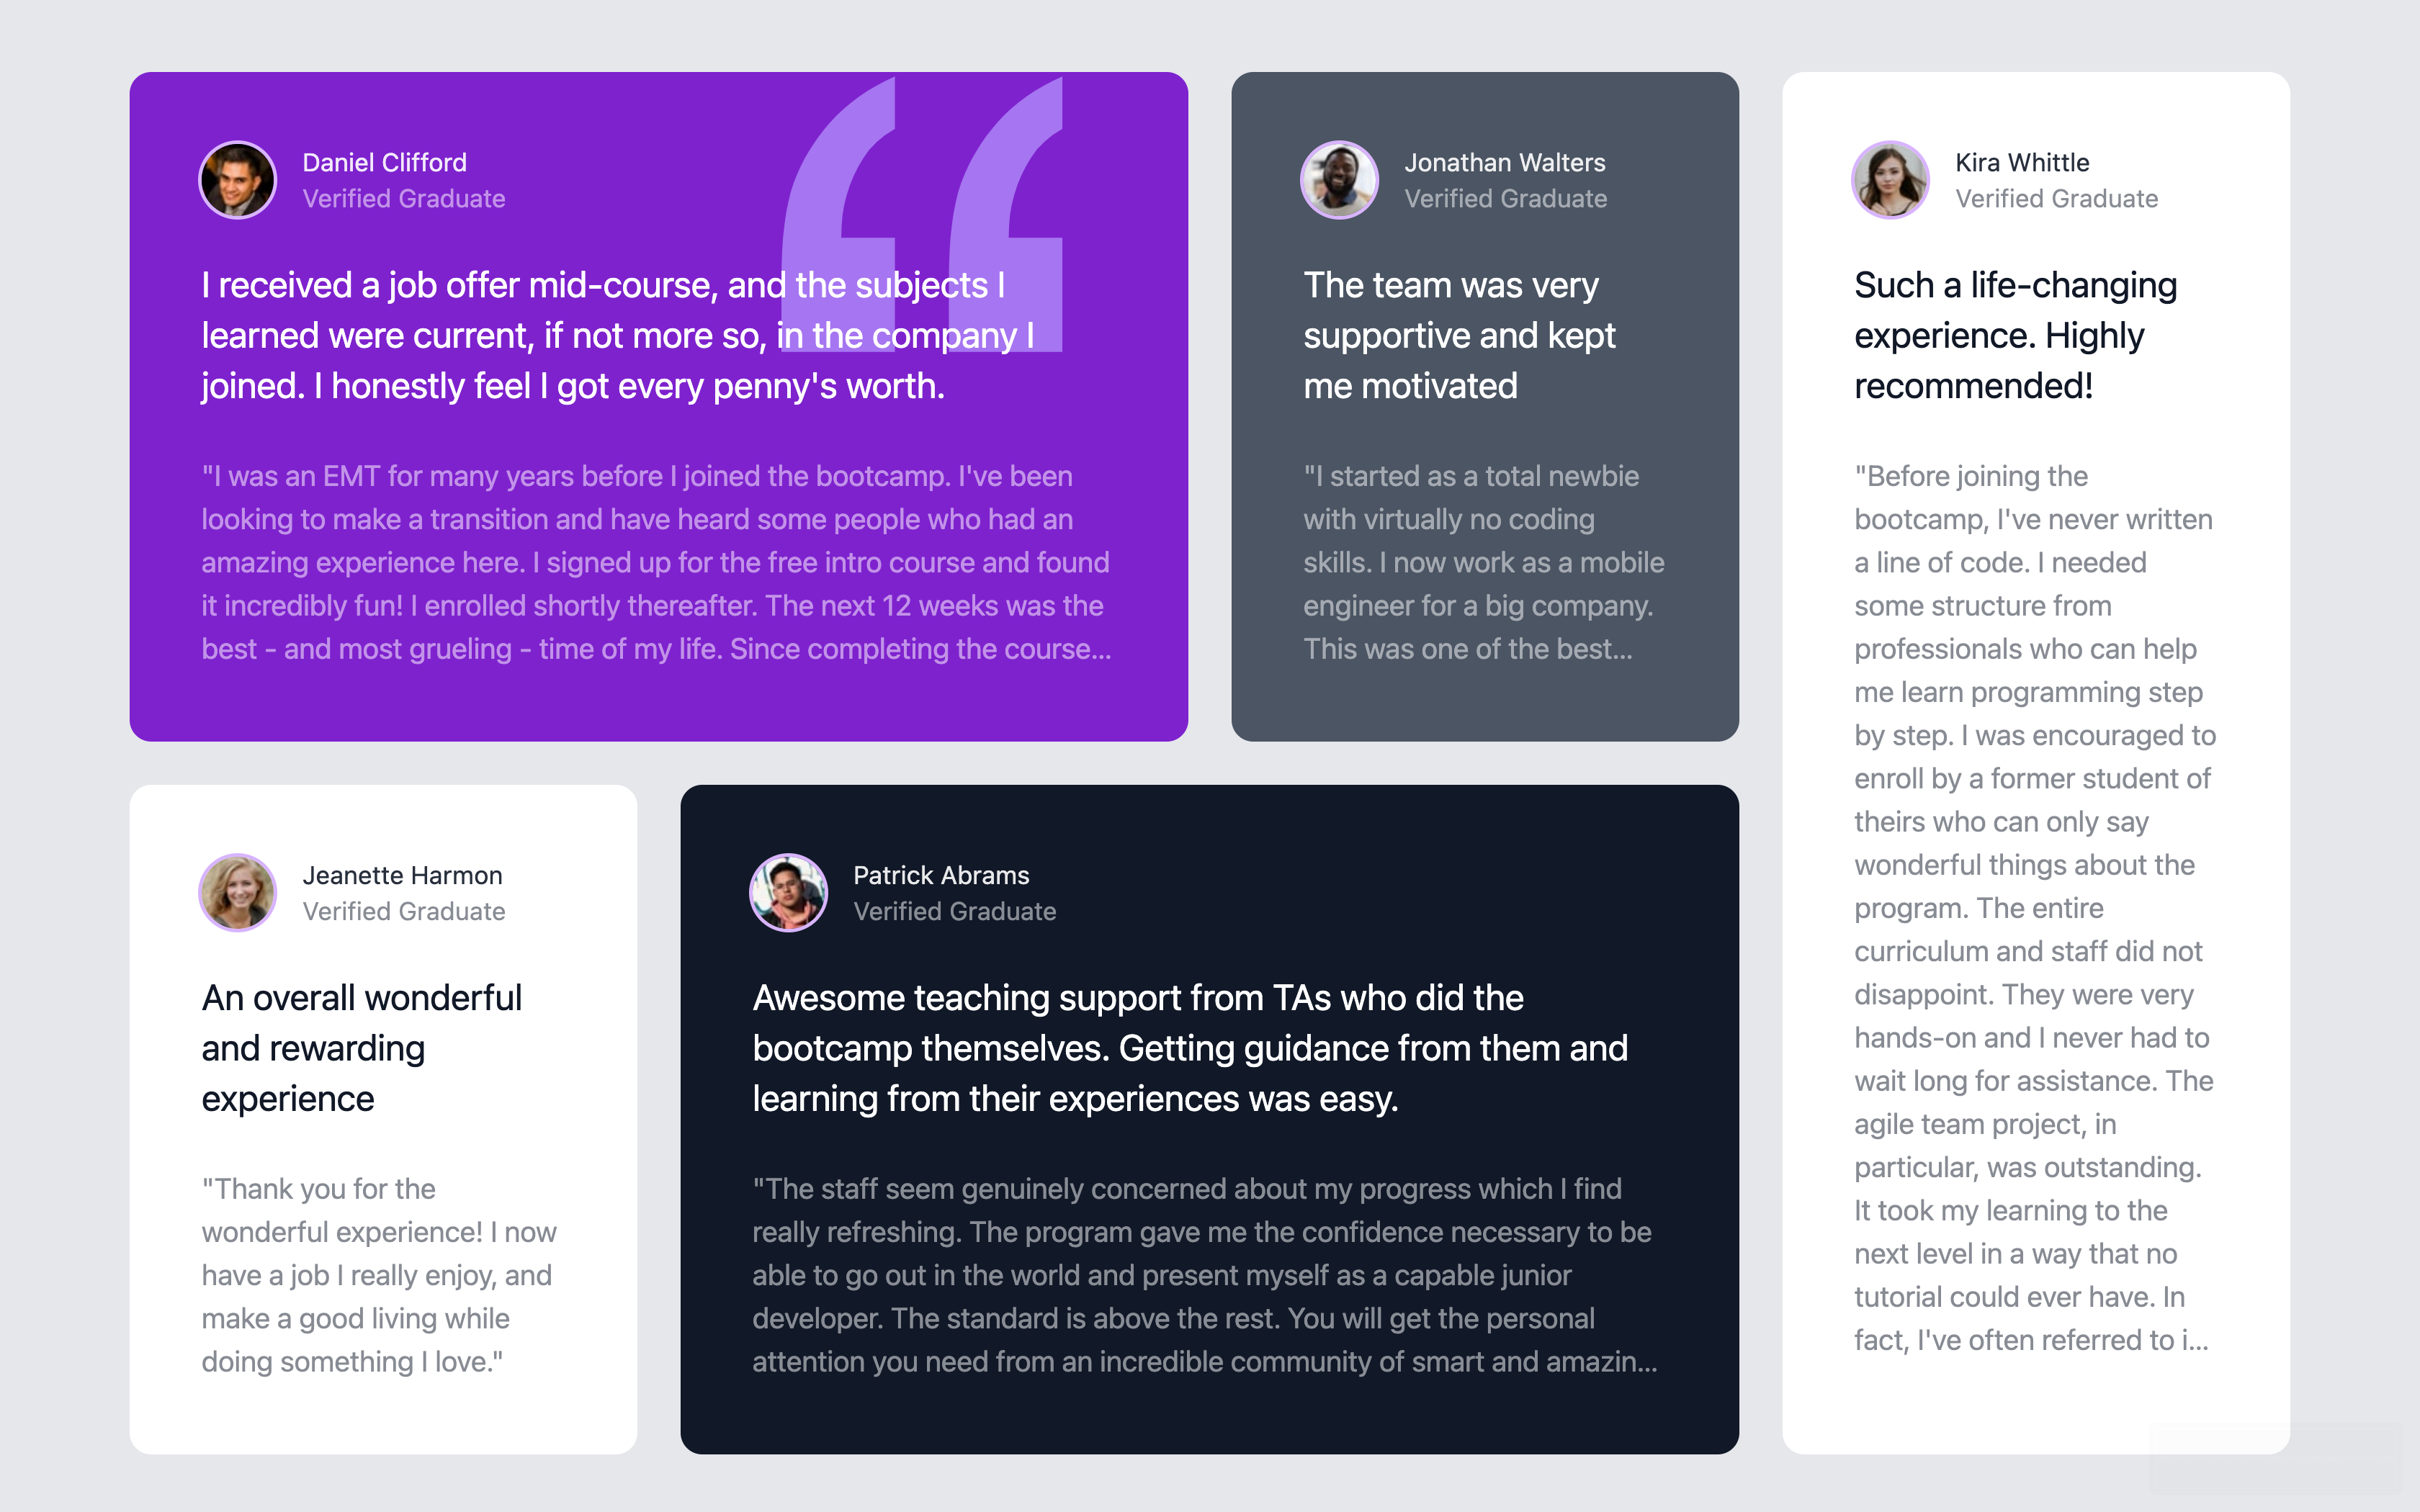 Daniel Clifford
Verified Graduate
I received a job offer mid-course, and the subjects I
learned were current, if not more so, in the company I
joined. I honestly feel I got every penny's worth.
"I was an EMT for many years before I joined the bootcamp. I've been
looking to make a transition and have heard some people who had an
amazing experience here. I signed up for the free intro course and found
it incredibly fun! I enrolled shortly thereafter. The next 12 weeks was the
best - and most grueling - time of my life. Since completing the course...
Jonathan Walters
Verified Graduate
The team was very
supportive and kept
me motivated
"I started as a total newbie
with virtually no coding
skills. I now work as a mobile
engineer for a big company.
This was one of the best...
Kira Whittle
Verified Graduate
Such a life-changing
experience. Highly
recommended!
"Before joining the
bootcamp, I've never written
a line of code. I needed
some structure from
professionals who can help
me learn programming step
by step. I was encouraged to
enroll by a former student of
theirs who can only say
wonderful things about the
program. The entire
curriculum and staff did not
disappoint. They were very
hands-on and I never had to
wait long for assistance. The
agile team project, in
particular, was outstanding.
It took my learning to the
next level in a way that no
tutorial could ever have. In
fact, I've often referred to i...
Jeanette Harmon
Verified Graduate
An overall wonderful
and rewarding
experience
"Thank you for the
wonderful experience! I now
have a job I really enjoy, and
make a good living while
doing something I love."
Patrick Abrams
Verified Graduate
Awesome teaching support from TAs who did the
bootcamp themselves. Getting guidance from them and
learning from their experiences was easy.
"The staff seem genuinely concerned about my progress which I find
really refreshing. The program gave me the confidence necessary to be
able to go out in the world and present myself as a capable junior
developer. The standard is above the rest. You will get the personal
attention you need from an incredible community of smart and amazin...